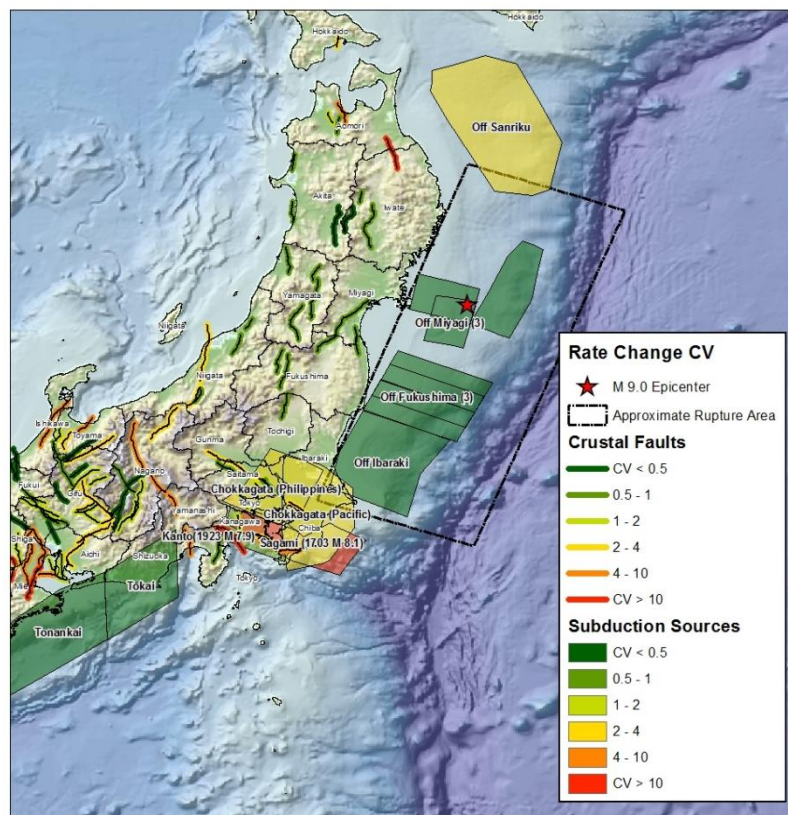 Hokkaido
Hokkaido
Aomori
Off Sanriku
Akita
Iwate
Yamagata
Miyagi
Off Miyagi (3)
Niigata
Niigata
Fukushima
Off Fukushima (3)
Ishikawa
Toyama
Gunma
Tochigi
Ibaraki
Off Ibaraki
Nagano
Saitama
Fukui
Gifu
Chokkagata (Philippines)
Tokyo
Yamanashi
Chokkagata (Pacific)
Kanagawa
Chiba
Kanto(1923 M 7.9)
Sagami (1703 M 8.1)
Shiga
Aichi
Shizuoka
Mie
Tokyo
Tokai
Tonankai
Rate Change CV
M 9.0 Epicenter
Approximate Rupture Area
Crustal Faults
CV < 0.5
0.5 - 1
1 - 2
2 - 4
4 - 10
CV > 10
Subduction Sources
CV < 0.5
0.5 - 1
1 - 2
2 - 4
4 - 10
CV > 10